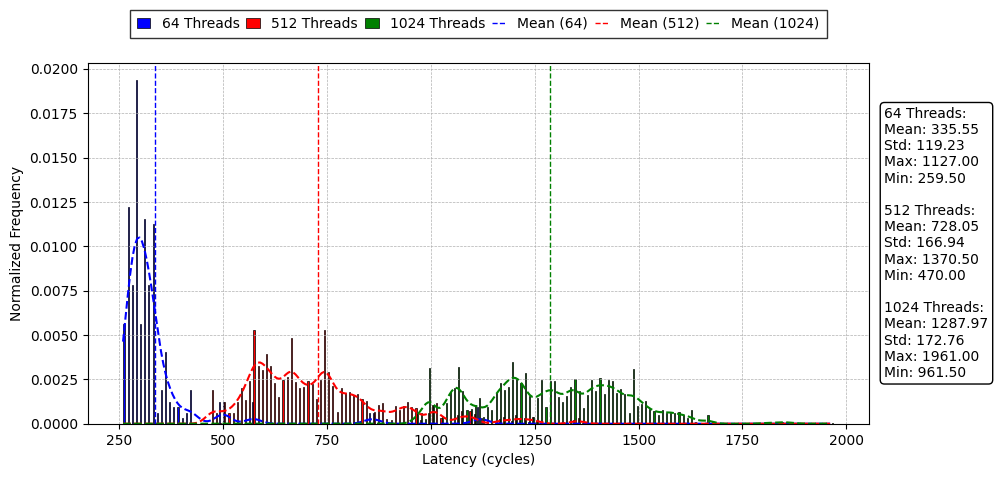 64 Threads 512 Threads 1024 Threads Mean (64) Mean (512) Mean (1024)
0.0200
0.0175
0.0150
0.0125
0.0100
0.0075
0.0050
0.0025
0.0000
Normalized Frequency
250 500 750 1000 1250 1500 1750 2000
Latency (cycles)
64 Threads:
Mean: 335.55
Std: 119.23
Max: 1127.00
Min: 259.50
512 Threads:
Mean: 728.05
Std: 166.94
Max: 1370.50
Min: 470.00
1024 Threads:
Mean: 1287.97
Std: 172.76
Max: 1961.00
Min: 961.50